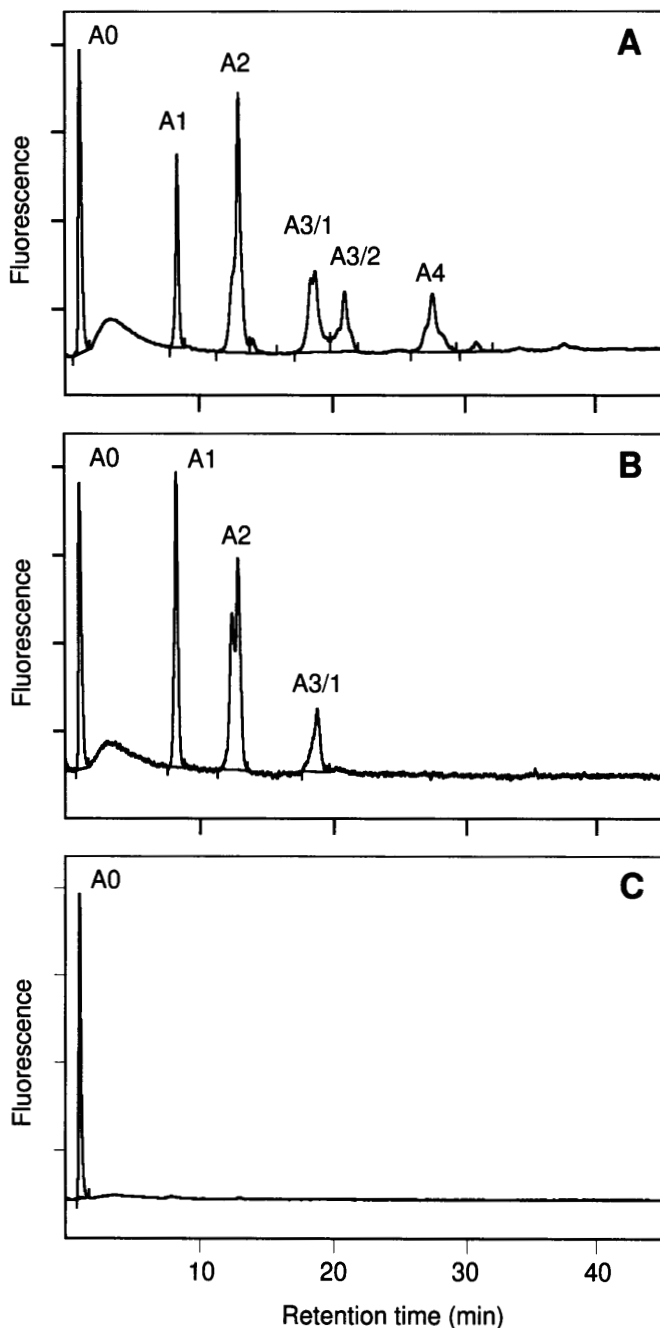 A
A0
A2
A1
A3/1
A3/2
A4
Fluorescence
B
A0
A1
A2
A3/1
Fluorescence
C
A0
Fluorescence
10
20
30
40
Retention time (min)